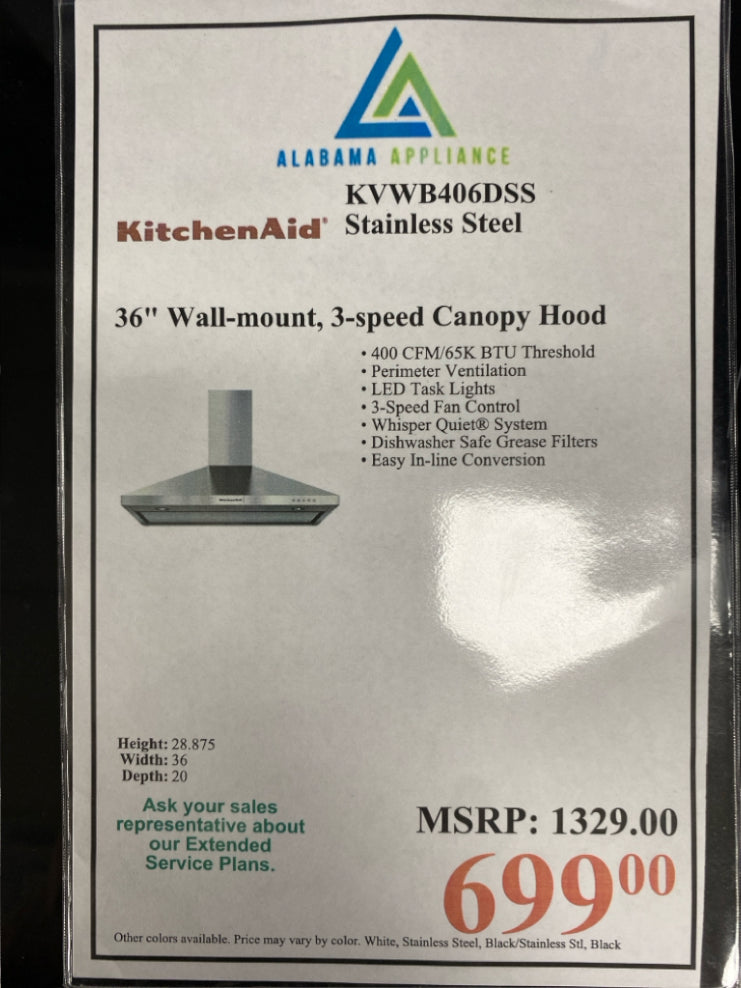 ALABAMA APPLIANCE
KVWB406DSS
KitchenAid® Stainless Steel
36" Wall-mount, 3-speed Canopy Hood
• 400 CFM/65K BTU Threshold
• Perimeter Ventilation
• LED Task Lights
• 3-Speed Fan Control
• Whisper Quiet® System
• Dishwasher Safe Grease Filters
• Easy In-line Conversion
KitchenAid
Height: 28.875
Width: 36
Depth: 20
Ask your sales
representative about
our Extended
Service Plans.
MSRP: 1329.00
69900
Other colors available. Price may vary by color. White, Stainless Steel, Black/Stainless Stl, Black